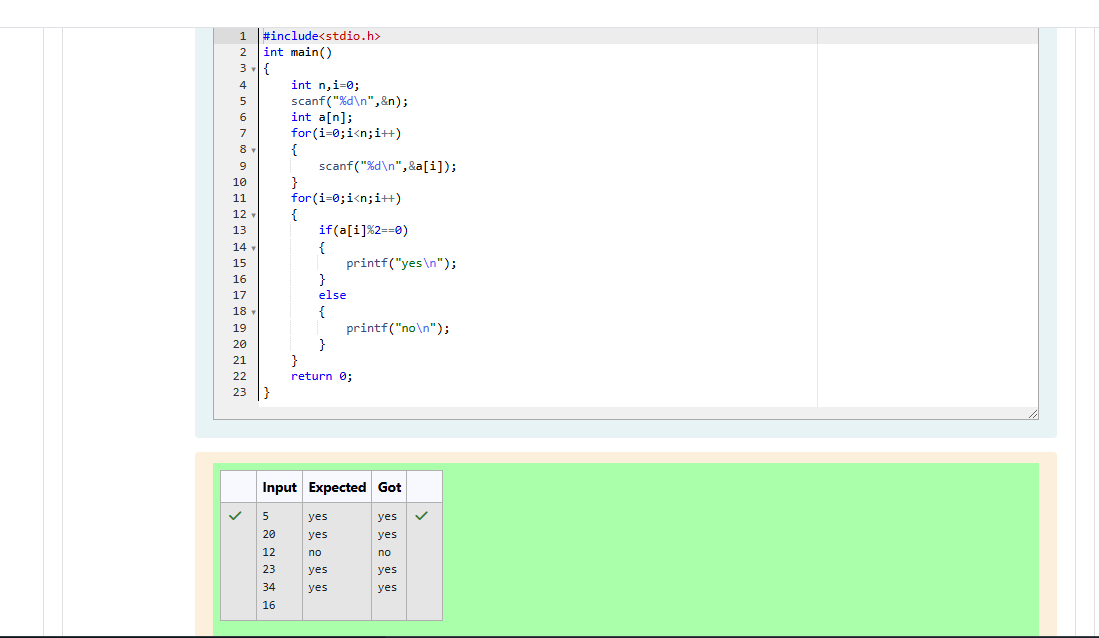 1 #include<stdio.h>
2 int main()
3 {
4 int n,i=0;
5 scanf("%d\n",&n);
6 int a[n];
7 for(i=0;i<n;i++)
8 {
9 scanf("%d\n",&a[i]);
10 }
11 for(i=0;i<n;i++)
12 {
13 if(a[i]%2==0)
14 {
15 printf("yes\n");
16 }
17 else
18 {
19 printf("no\n");
20 }
21 }
22 return 0;
23 }
Input Expected Got
5 yes yes
20 yes yes
12 no no
23 yes yes
34 yes yes
16